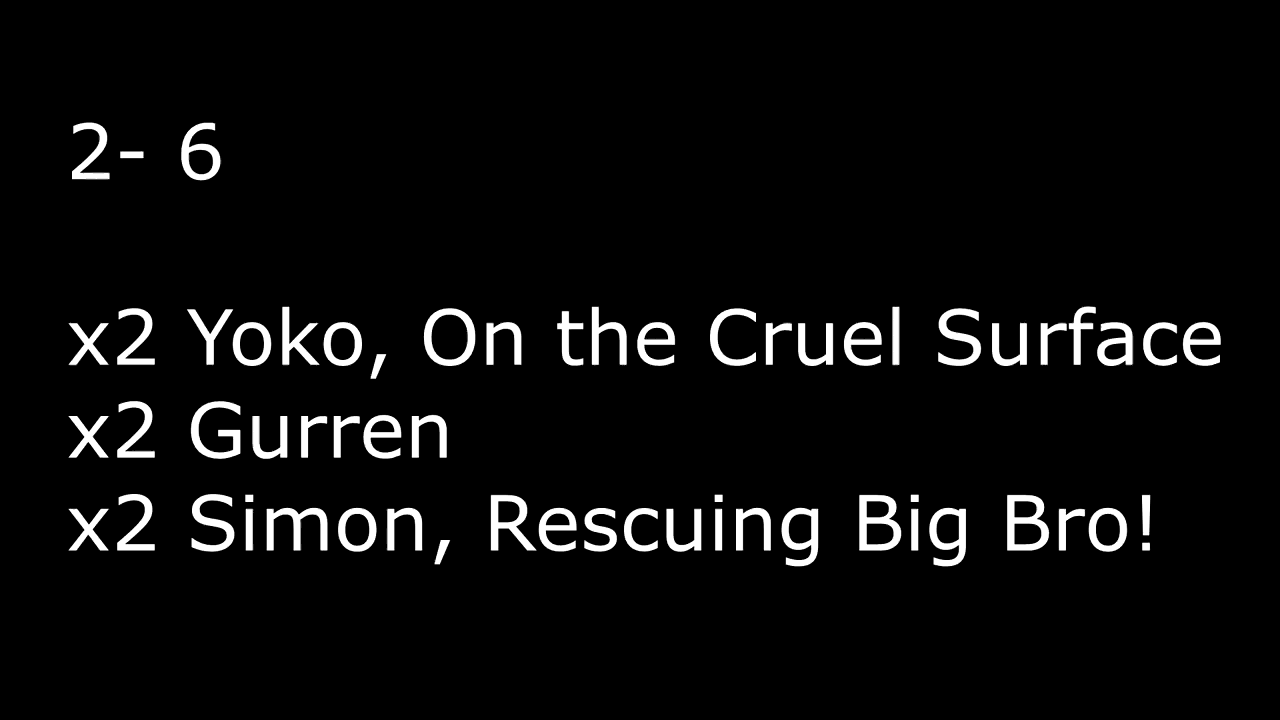 2- 6
x2 Yoko, On the Cruel Surface
x2 Gurren
x2 Simon, Rescuing Big Bro!